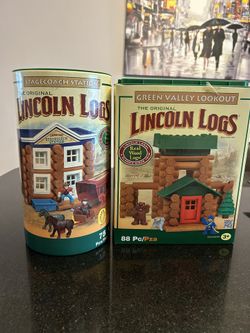 STAGECOACH STATION
THE ORIGINAL
LINCOLN LOGS
75
GREEN VALLEY LOOKOUT
THE ORIGINAL
LINCOLN LOGS
Real
Wood
Logs!
88 Pc/Pzs
3+